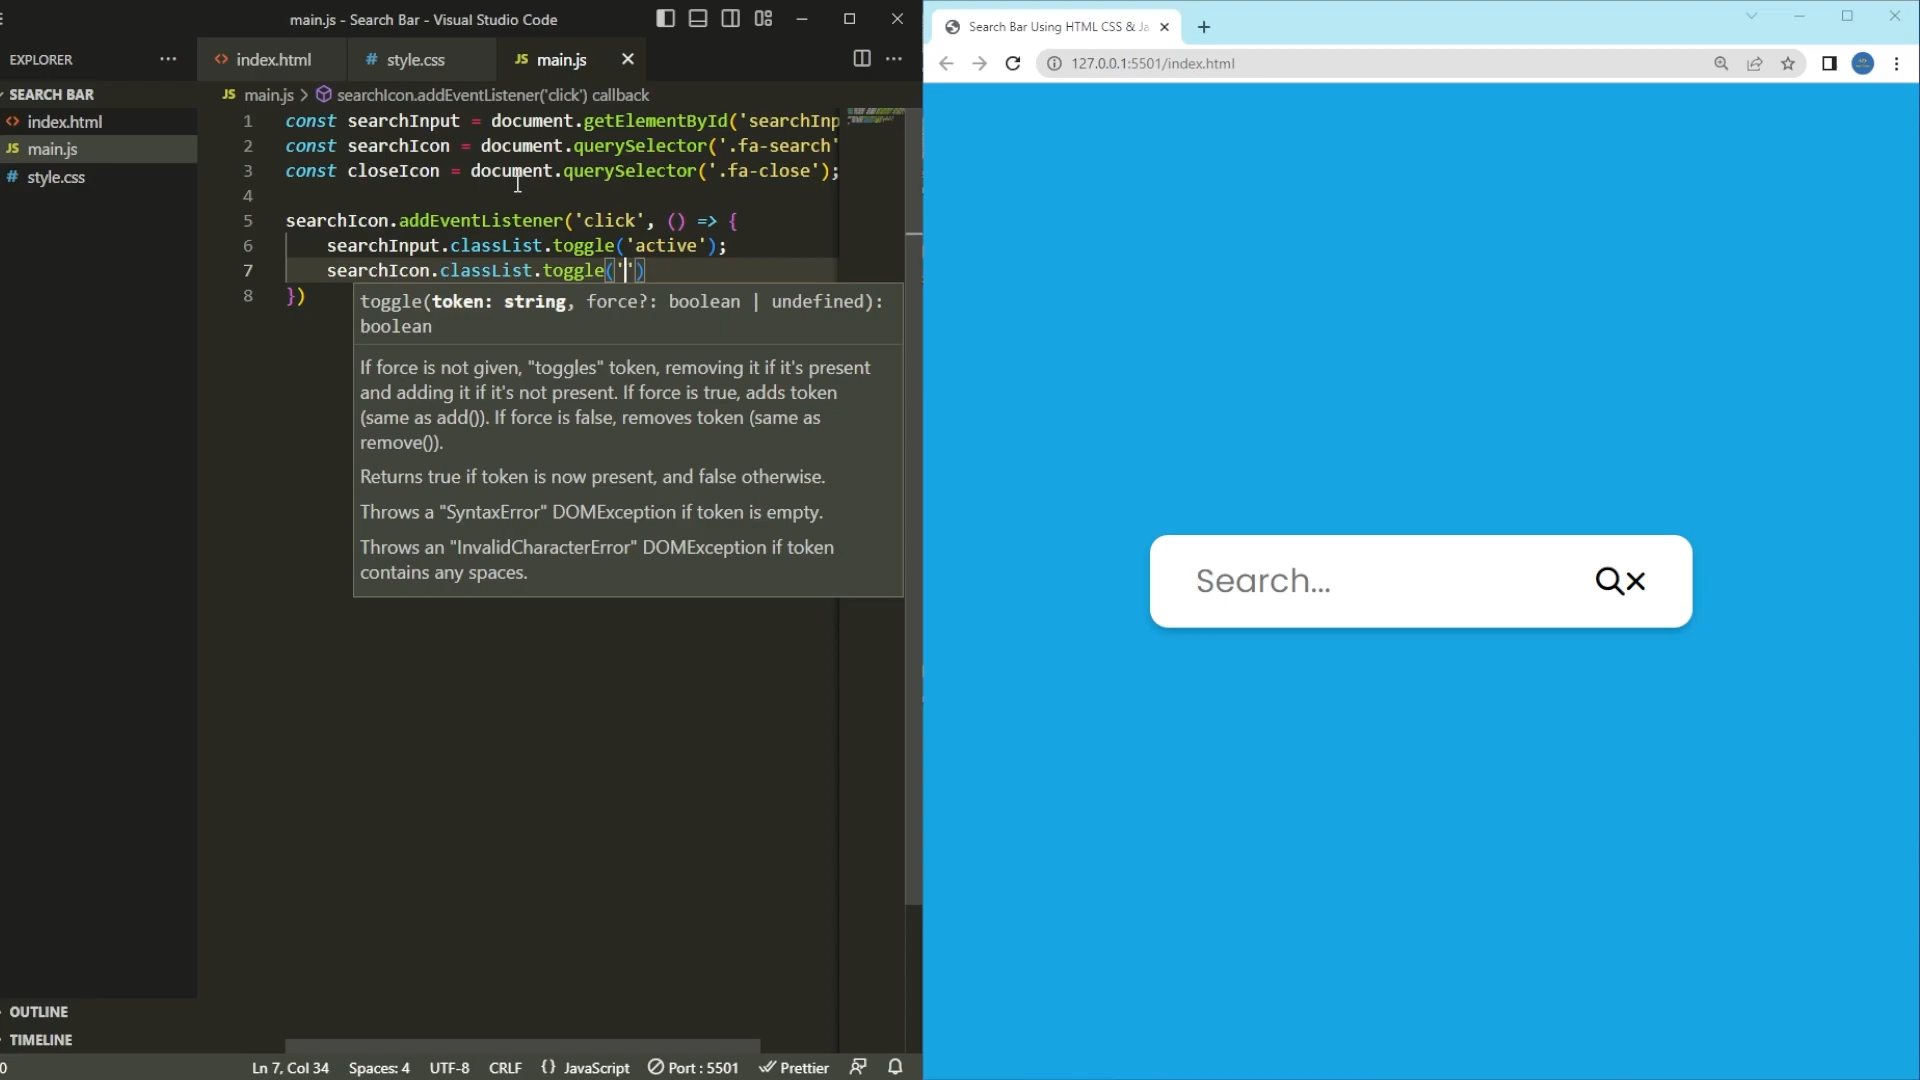 main.js - Search Bar - Visual Studio Code
EXPLORER
index.html
style.css
JS main.js
SEARCH BAR
index.html
JS main.js
# style.css
JS main.js > searchIcon.addEventListener('click') callback
1 const searchInput = document.getElementById('searchInp
2 const searchIcon = document.querySelector('.fa-search'
3 const closeIcon = document.querySelector('.fa-close');
4
5 searchIcon.addEventListener('click', () => {
6 searchInput.classList.toggle('active');
7 searchIcon.classList.toggle('')
8 })
toggle(token: string, force?: boolean | undefined):
boolean
If force is not given, "toggles" token, removing it if it's present
and adding it if it's not present. If force is true, adds token
(same as add()). If force is false, removes token (same as
remove()).
Returns true if token is now present, and false otherwise.
Throws a "SyntaxError" DOMException if token is empty.
Throws an "InvalidCharacterError" DOMException if token
contains any spaces.
OUTLINE
TIMELINE
0
Ln 7, Col 34
Spaces: 4
UTF-8
CRLF
{} JavaScript
Port : 5501
Prettier
Search Bar Using HTML CSS & Ja
127.0.0.1:5501/index.html
Search...